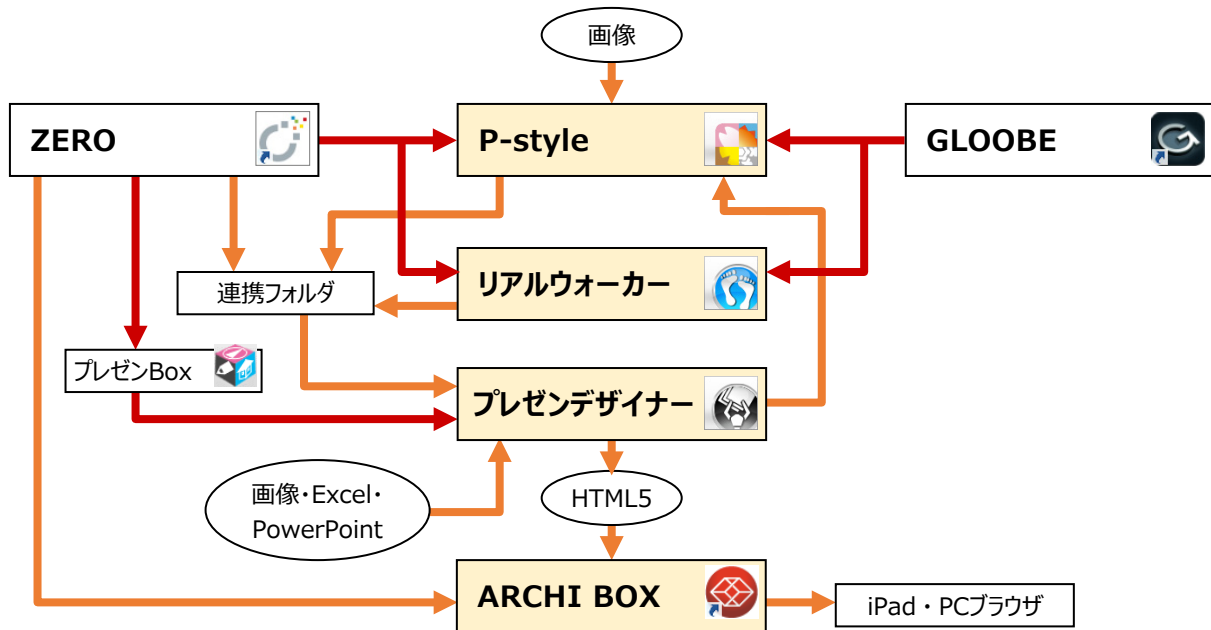 画像
ZERO
P-style
GLOOBE
リアルウォーカー
連携フォルダ
プレゼンBox
プレゼンデザイナー
画像・Excel・
PowerPoint
HTML5
ARCHI BOX
iPad・PCブラウザ